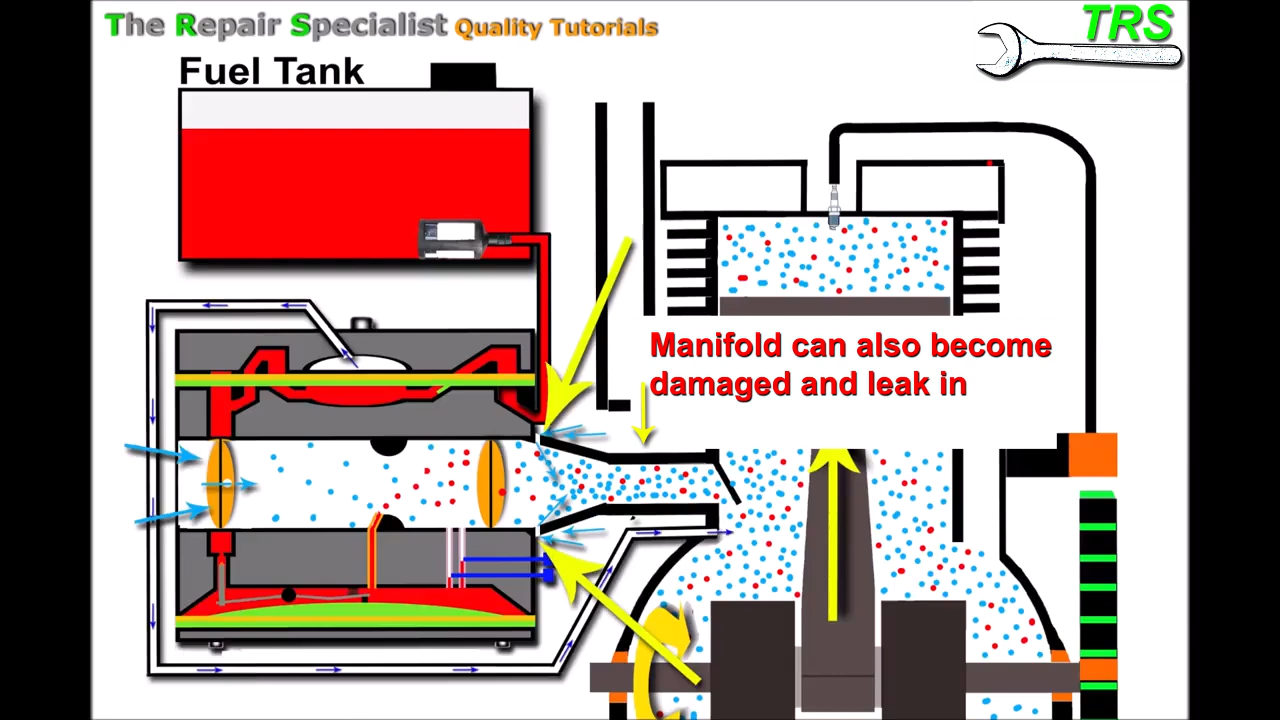 The Repair Specialist Quality Tutorials
TRS
Fuel Tank
Manifold can also become
damaged and leak in